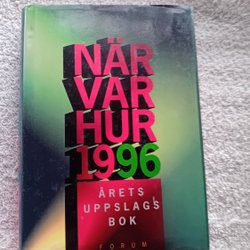 NÄR
VAR
HUR
1996
ÅRETS
UPPSLAGS
BOK
FORUM